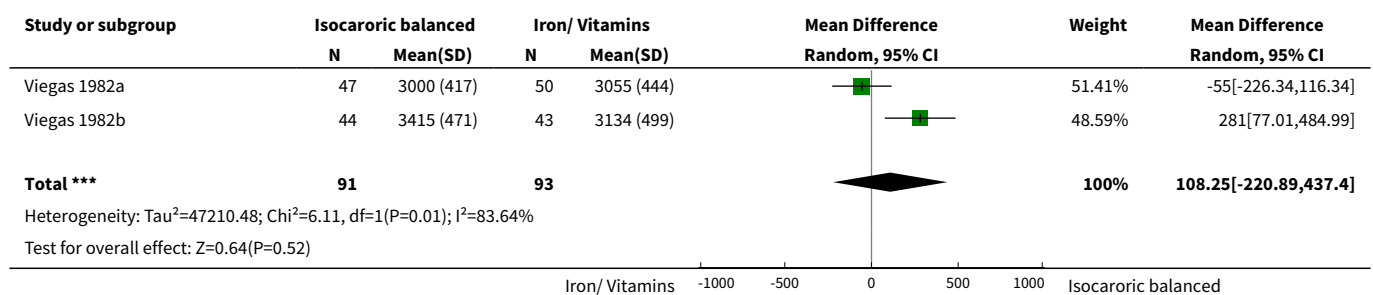 Study or subgroup Isocaroric balanced Iron/ Vitamins Mean Difference Weight Mean Difference
N Mean(SD) N Mean(SD) Random, 95% CI Random, 95% CI
Viegas 1982a 47 3000 (417) 50 3055 (444) 51.41% -55[-226.34,116.34]
Viegas 1982b 44 3415 (471) 43 3134 (499) 48.59% 281[77.01,484.99]
Total *** 91 93 100% 108.25[-220.89,437.4]
Heterogeneity: Tau²=47210.48; Chi²=6.11, df=1(P=0.01); I²=83.64%
Test for overall effect: Z=0.64(P=0.52)
Iron/ Vitamins -1000 -500 0 500 1000 Isocaroric balanced